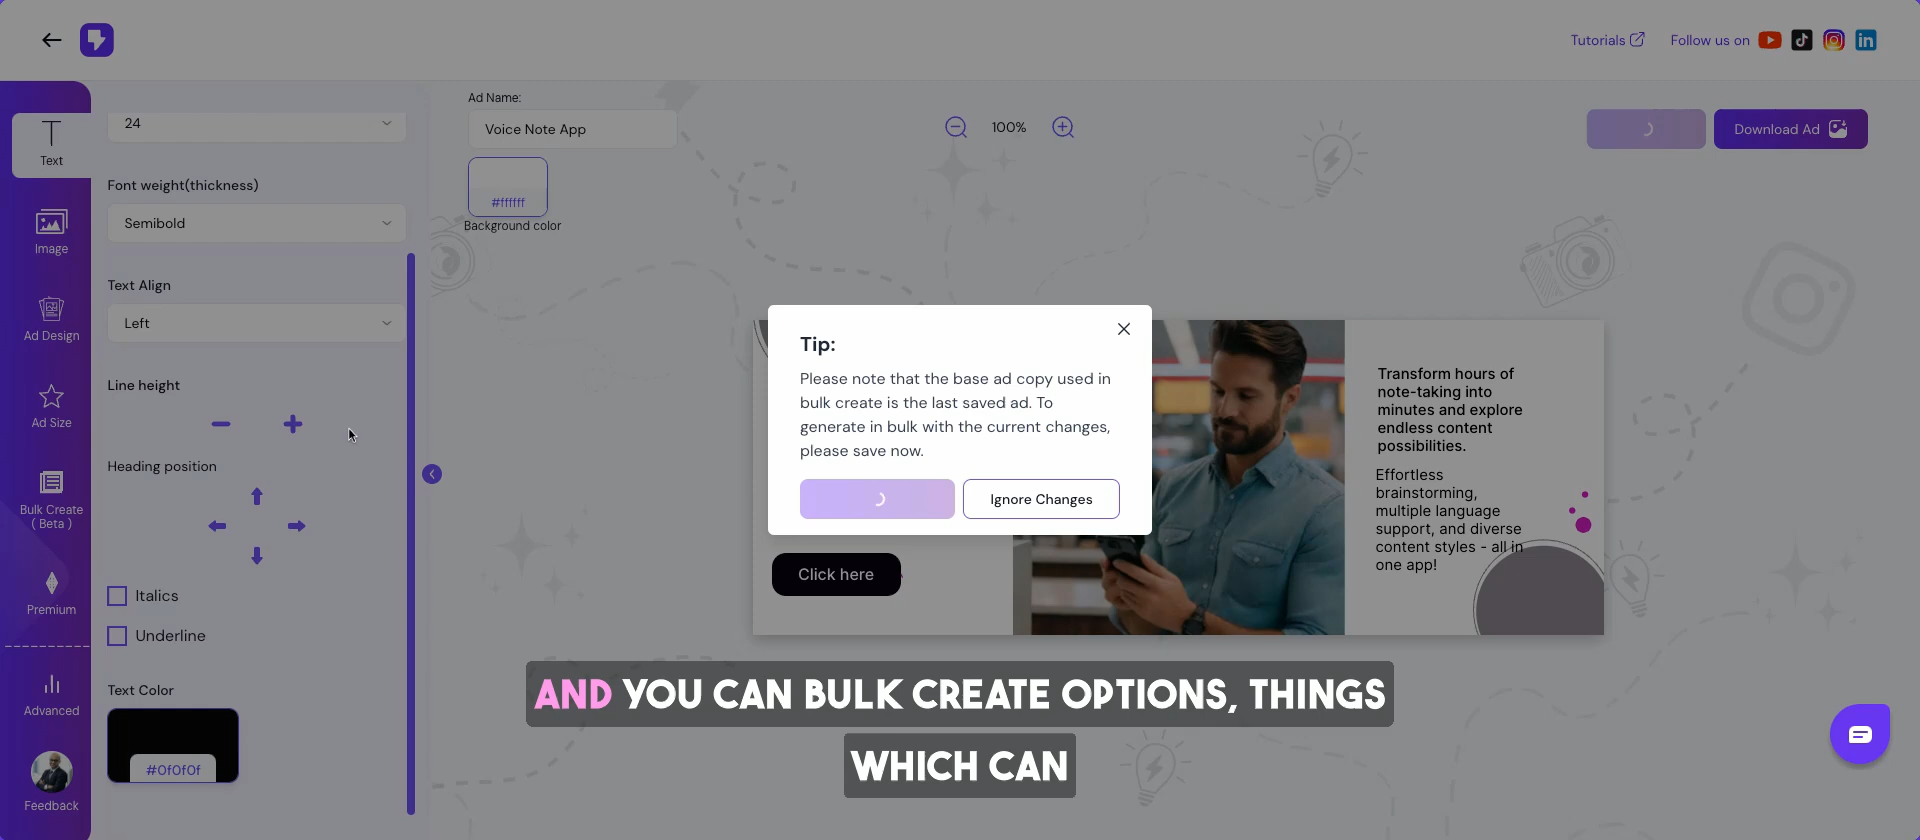 Tutorials
Follow us on
Text
Image
Ad Design
Ad Size
Bulk Create
( Beta )
Premium
Advanced
Feedback
24
Font weight(thickness)
Semibold
Text Align
Left
Line height
Heading position
Italics
Underline
Text Color
#0f0f0f
Ad Name:
Voice Note App
#ffffff
Background color
100%
Download Ad
Tip:
Please note that the base ad copy used in
bulk create is the last saved ad. To
generate in bulk with the current changes,
please save now.
Ignore Changes
Click here
Transform hours of
note-taking into
minutes and explore
endless content
possibilities.
Effortless
brainstorming,
multiple language
support, and diverse
content styles - all in
one app!
AND YOU CAN BULK CREATE OPTIONS, THINGS
WHICH CAN